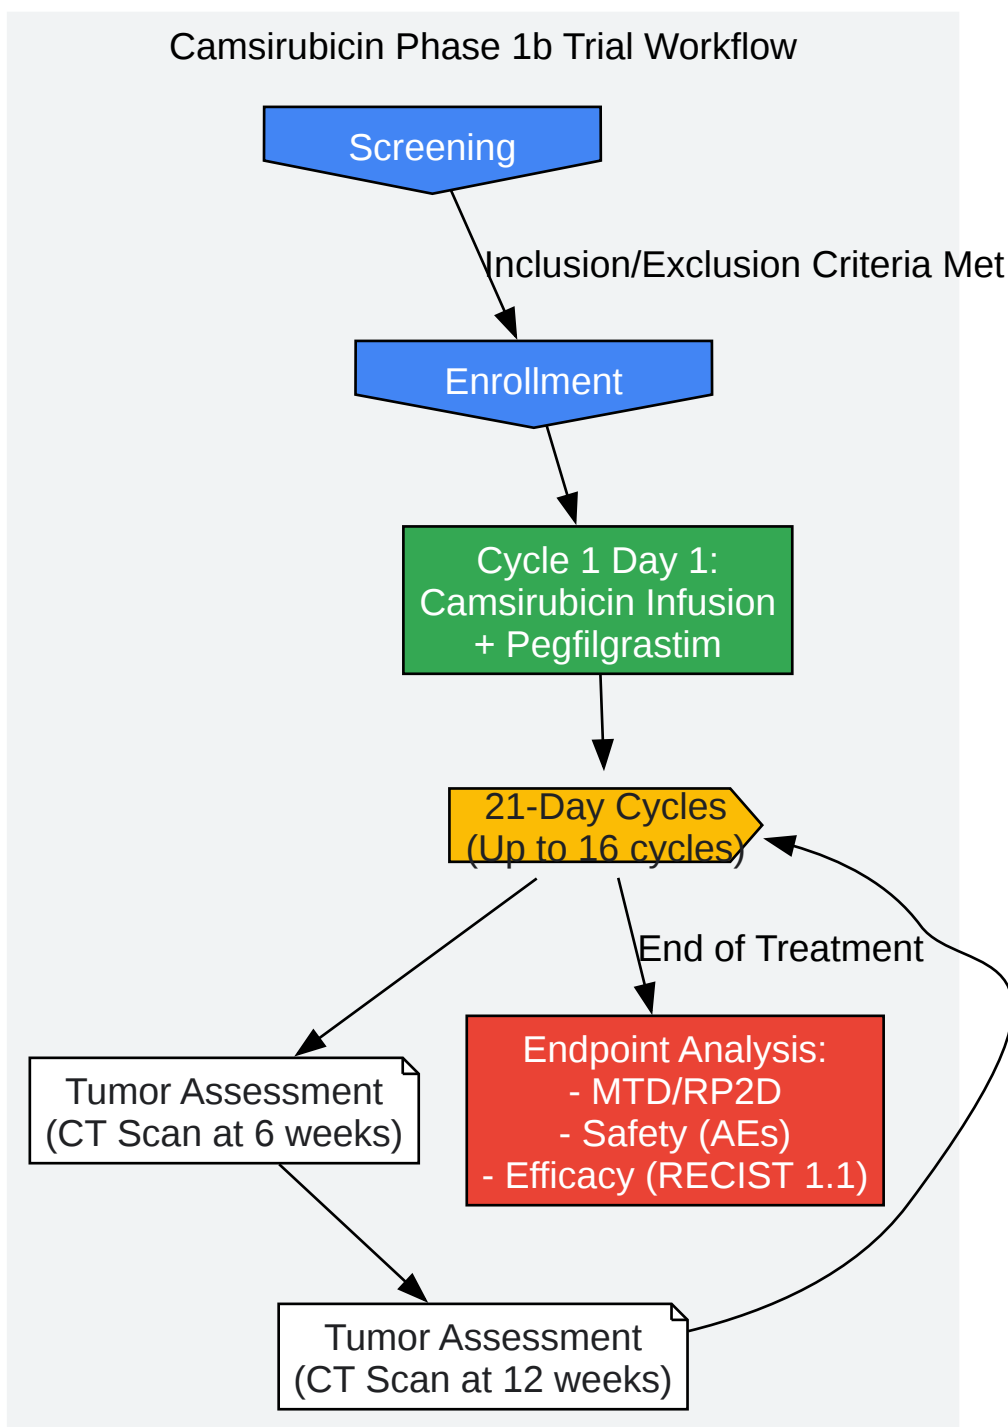 Camsirubicin Phase 1b Trial Workflow
Screening
Inclusion/Exclusion Criteria Met
Enrollment
Cycle 1 Day 1:
Camsirubicin Infusion
+ Pegfilgrastim
21-Day Cycles
(Up to 16 cycles)
End of Treatment
Endpoint Analysis:
- MTD/RP2D
- Safety (AEs)
- Efficacy (RECIST 1.1)
Tumor Assessment
(CT Scan at 6 weeks)
Tumor Assessment
(CT Scan at 12 weeks)